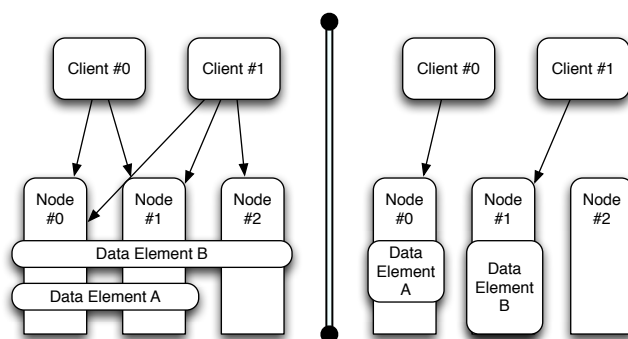 Client #0
Client #1
Node
#0
Node
#1
Node
#2
Data Element B
Data Element A
Client #0
Client #1
Node
#0
Node
#1
Node
#2
Data
Element
A
Data
Element
B